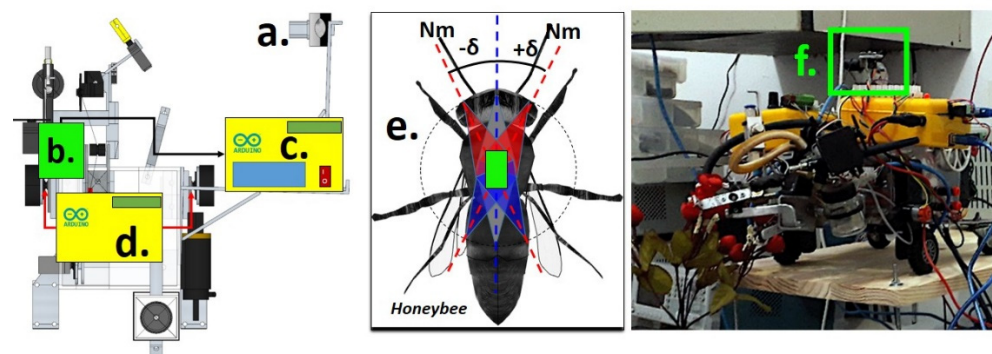 a.
b.
ARDUINO
c.
I
O
ARDUINO
d.
Nm
-δ
+δ
Nm
e.
Honeybee
f.